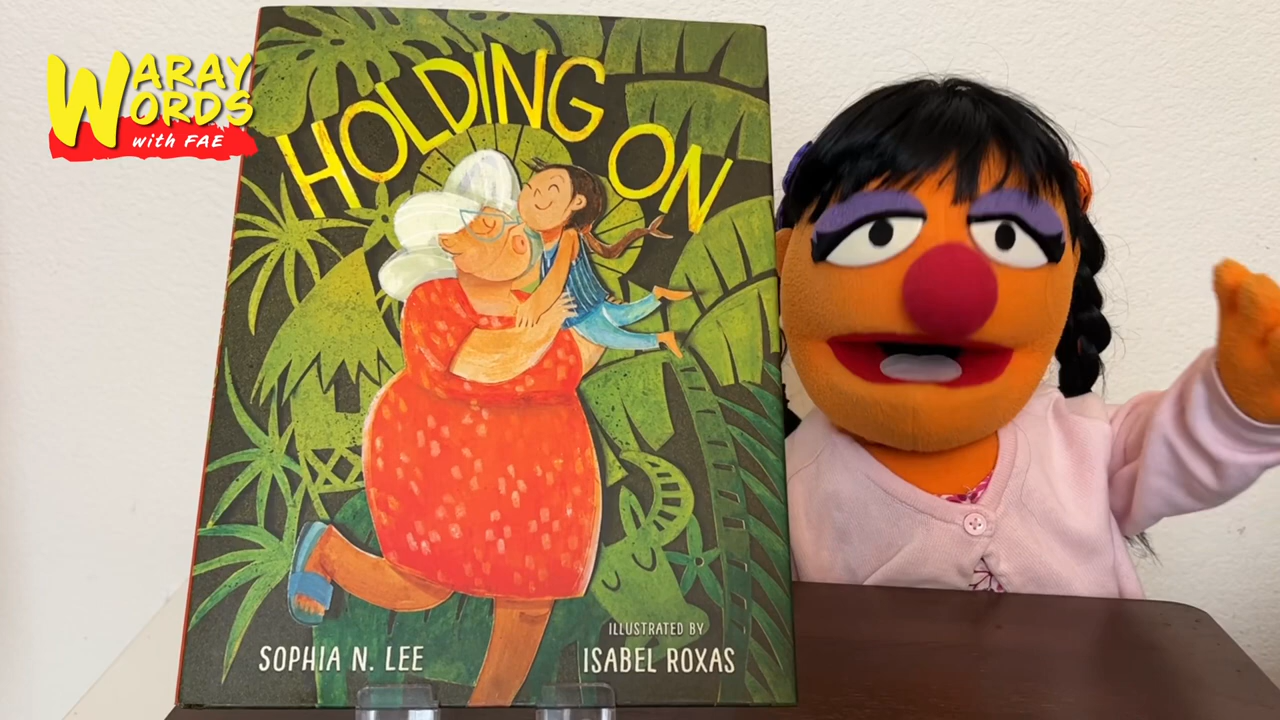 WARAY
WORDS
with FAE
HOLDING ON
SOPHIA N. LEE
ILLUSTRATED BY
ISABEL ROXAS